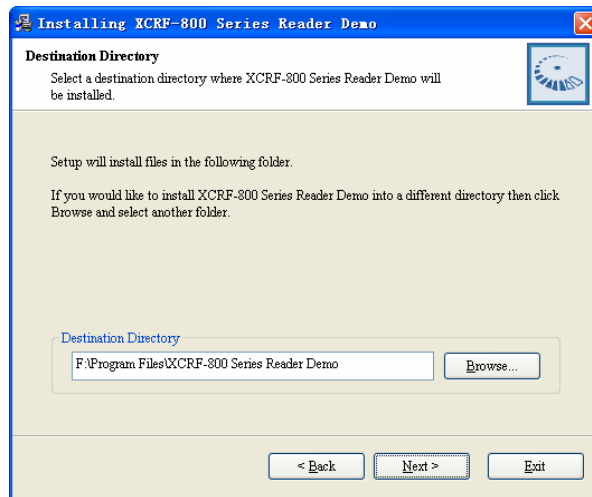 Installing XCRF-800 Series Reader Demo
Destination Directory
Select a destination directory where XCRF-800 Series Reader Demo will
be installed.
Setup will install files in the following folder.
If you would like to install XCRF-800 Series Reader Demo into a different directory then click
Browse and select another folder.
Destination Directory
F:\Program Files\XCRF-800 Series Reader Demo
Browse...
< Back
Next >
Exit